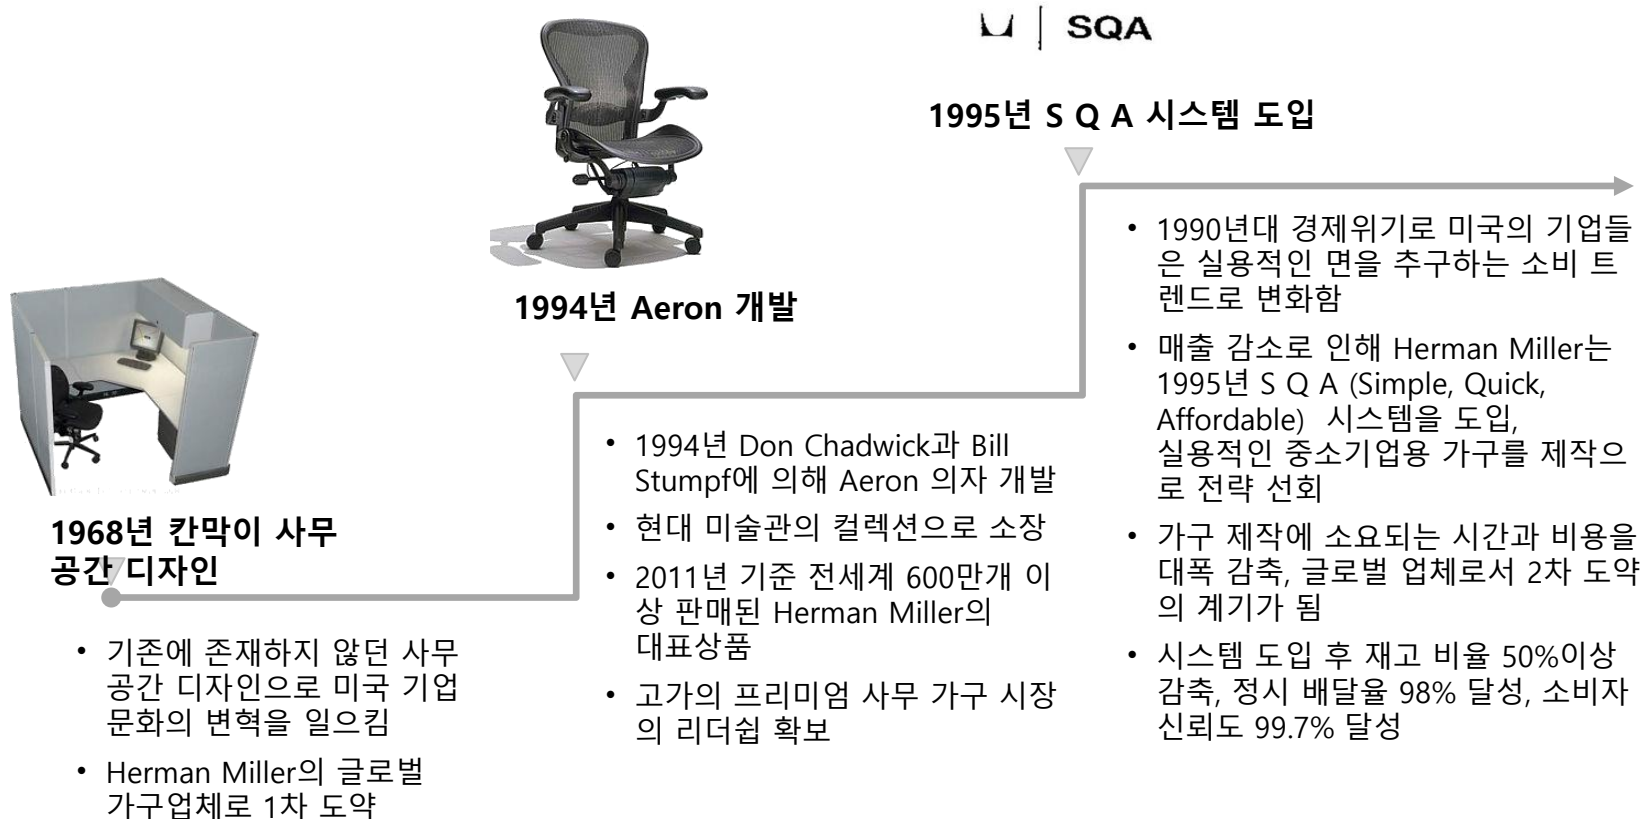 SQA
1995년 S Q A 시스템 도입
1994년 Aeron 개발
1968년 칸막이 사무
공간 디자인
• 기존에 존재하지 않던 사무
공간 디자인으로 미국 기업
문화의 변혁을 일으킴
• Herman Miller의 글로벌
가구업체로 1차 도약
• 1994년 Don Chadwick과 Bill
Stumpf에 의해 Aeron 의자 개발
• 현대 미술관의 컬렉션으로 소장
• 2011년 기준 전세계 600만개 이
상 판매된 Herman Miller의
대표상품
• 고가의 프리미엄 사무 가구 시장
의 리더쉽 확보
• 1990년대 경제위기로 미국의 기업들
은 실용적인 면을 추구하는 소비 트
렌드로 변화함
• 매출 감소로 인해 Herman Miller는
1995년 S Q A (Simple, Quick,
Affordable) 시스템을 도입,
실용적인 중소기업용 가구를 제작으
로 전략 선회
• 가구 제작에 소요되는 시간과 비용을
대폭 감축, 글로벌 업체로서 2차 도약
의 계기가 됨
• 시스템 도입 후 재고 비율 50%이상
감축, 정시 배달율 98% 달성, 소비자
신뢰도 99.7% 달성